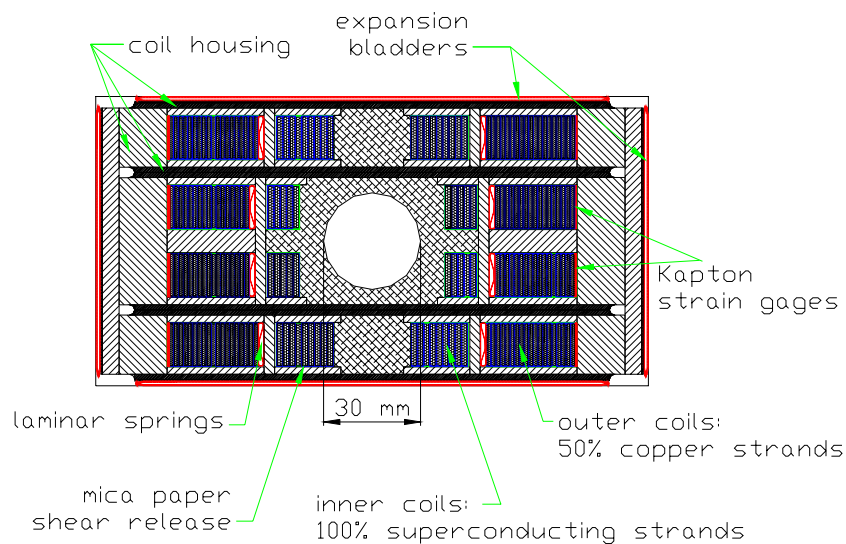 coil housing
expansion
bladders
Kapton
strain gages
30 mm
laminar springs
outer coils:
50% copper strands
mica paper
shear release
inner coils:
100% superconducting strands